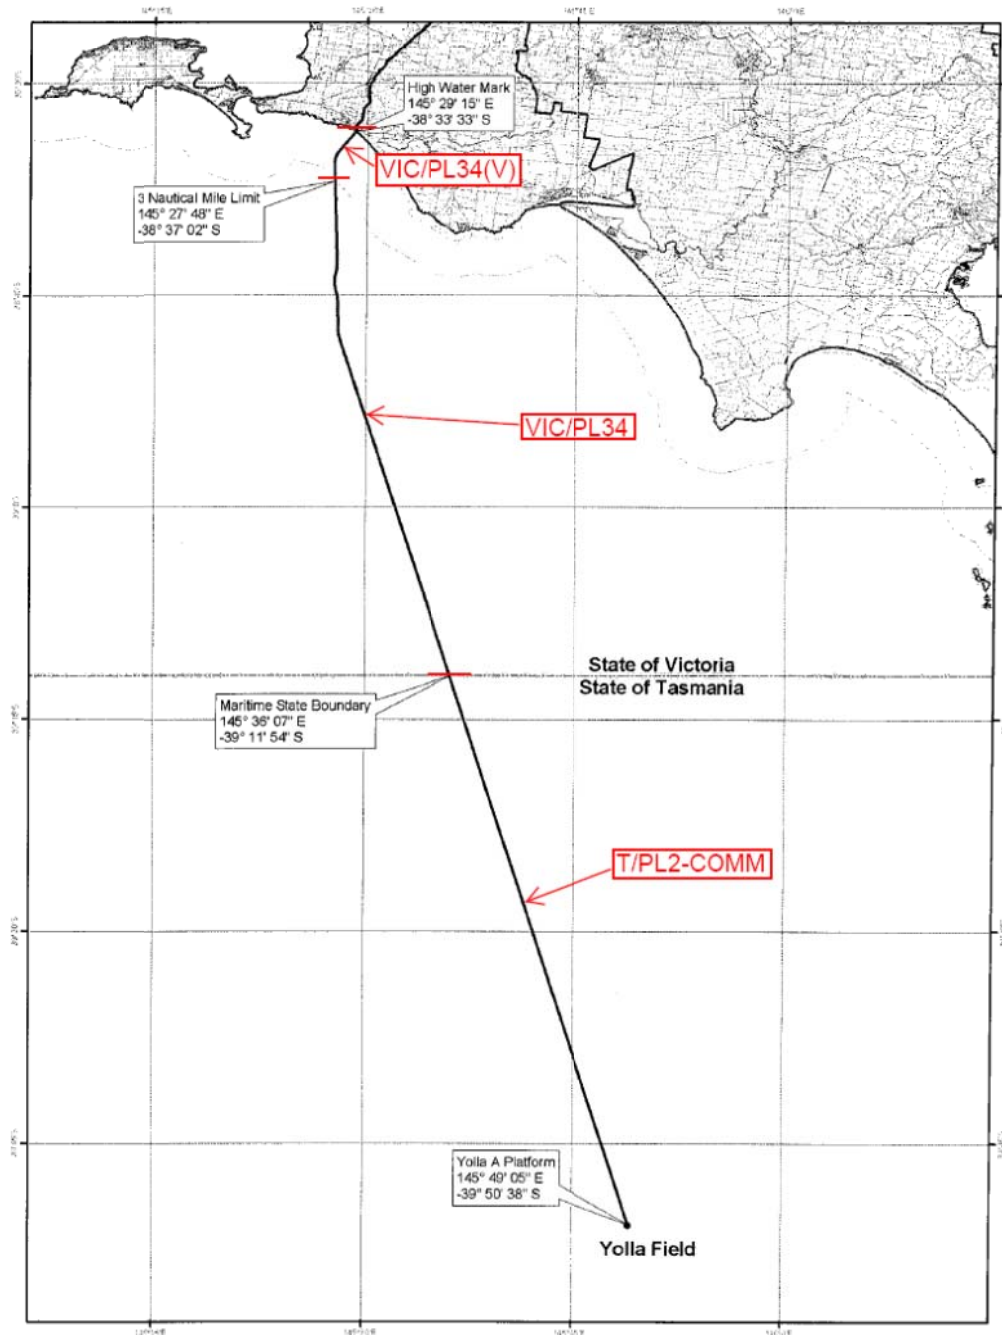 High Water Mark
145° 29' 15" E
-38° 33' 33" S
VIC/PL34(V)
3 Nautical Mile Limit
145° 27' 48" E
-38° 37' 02" S
VIC/PL34
State of Victoria
State of Tasmania
Maritime State Boundary
145° 36' 07" E
-39° 11' 54" S
T/PL2-COMM
Yolla A Platform
145° 49' 05" E
-39° 50' 38" S
Yolla Field